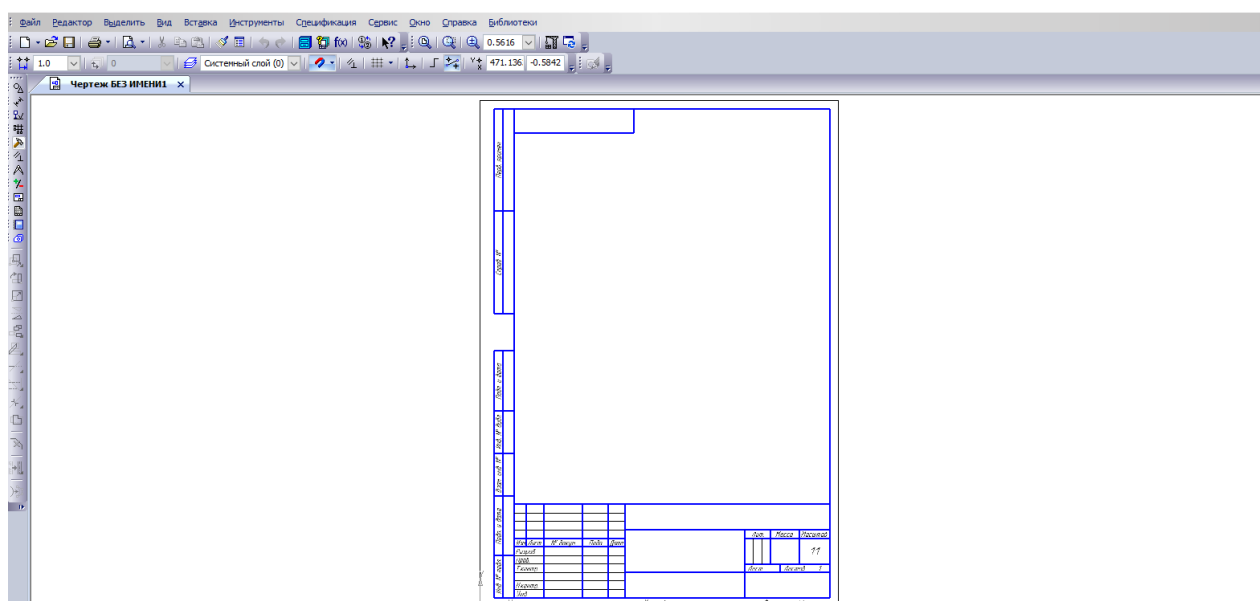 Файл Редактор Выделить Вид Вставка Инструменты Спецификация Сервис Окно Справка Библиотеки
0.5616
1.0 0 Системный слой (0) 471.136 -0.5842
Чертеж БЕЗ ИМЕНИ1
Перв. примен.
Справ. №
Подп. и дата
Инв. № дубл.
Взам. инв. №
Подп. и дата
Инв. № подл.
Лит. Масса Масштаб
Изм. Лист № докум. Подп. Дата
1:1
Разраб.
Пров.
Т.контр.
Лист Листов 1
Н.контр.
Утв.